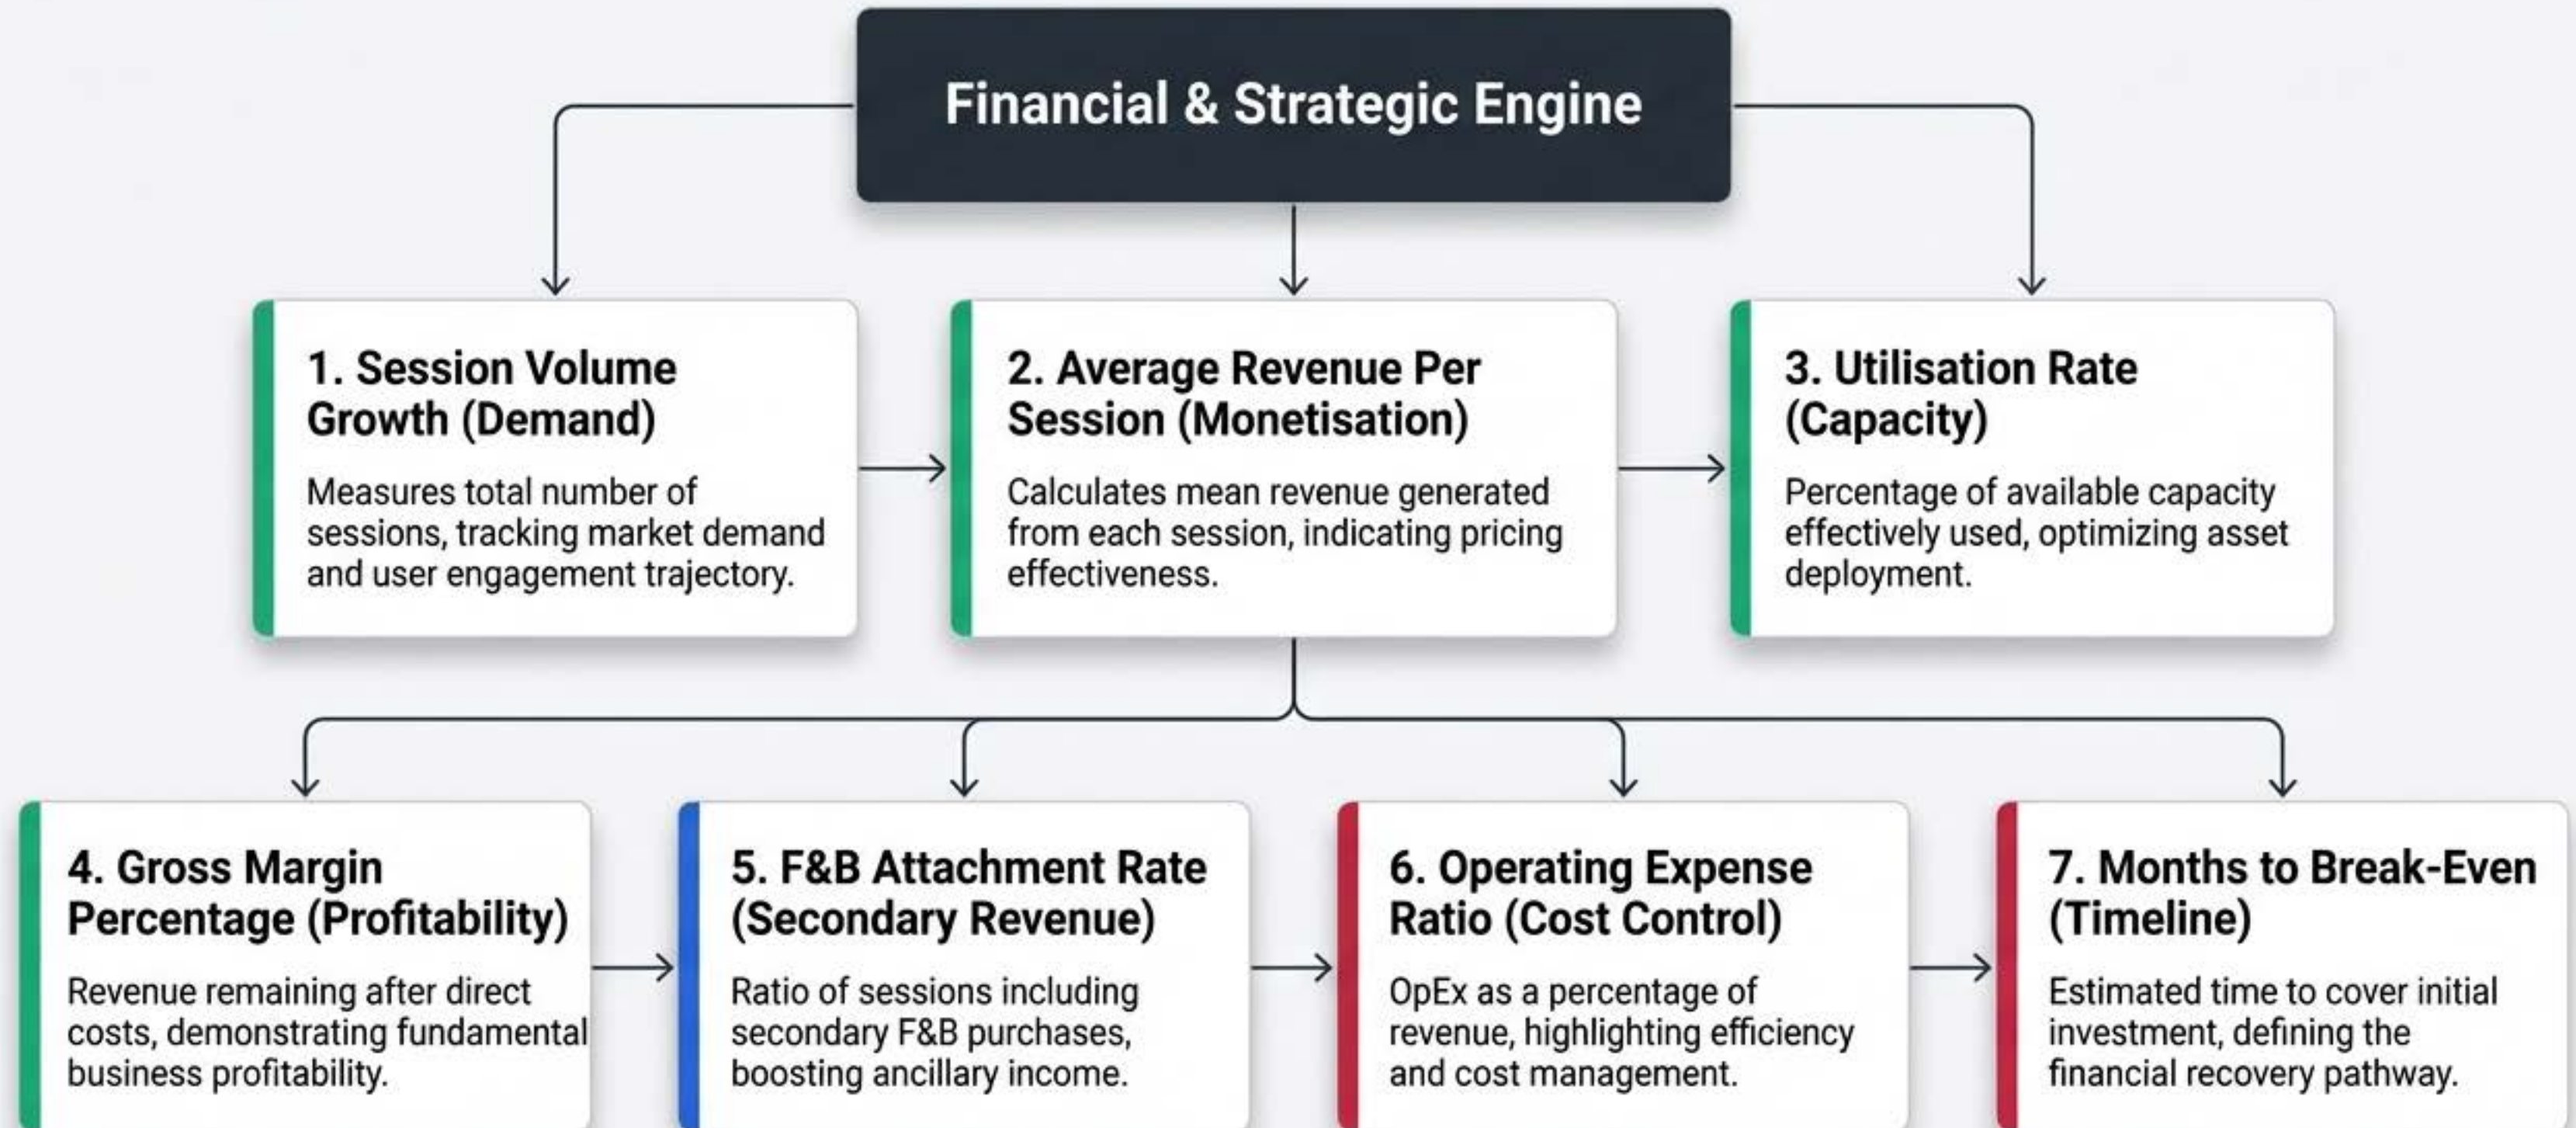 Financial & Strategic Engine
1. Session Volume
Growth (Demand)
Measures total number of
sessions, tracking market demand
and user engagement trajectory.
2. Average Revenue Per
Session (Monetisation)
Calculates mean revenue generated
from each session, indicating pricing
effectiveness.
3. Utilisation Rate
(Capacity)
Percentage of available capacity
effectively used, optimizing asset
deployment.
4. Gross Margin
Percentage (Profitability)
Revenue remaining after direct
costs, demonstrating fundamental
business profitability.
5. F&B Attachment Rate
(Secondary Revenue)
Ratio of sessions including
secondary F&B purchases,
boosting ancillary income.
6. Operating Expense
Ratio (Cost Control)
OpEx as a percentage of
revenue, highlighting efficiency
and cost management.
7. Months to Break-Even
(Timeline)
Estimated time to cover initial
investment, defining the
financial recovery pathway.